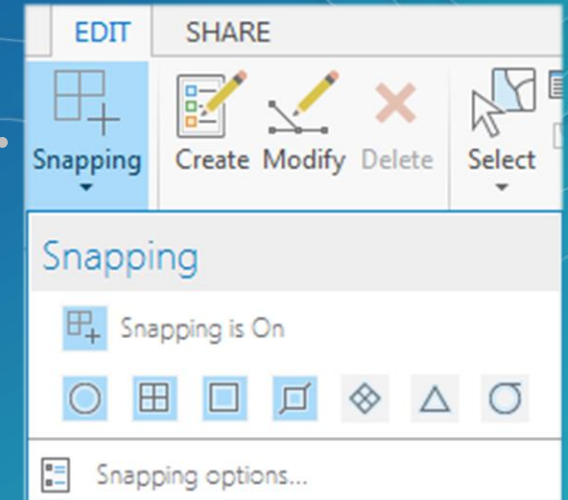 EDIT SHARE
Snapping Create Modify Delete Select
Snapping
Snapping is On
Snapping options...